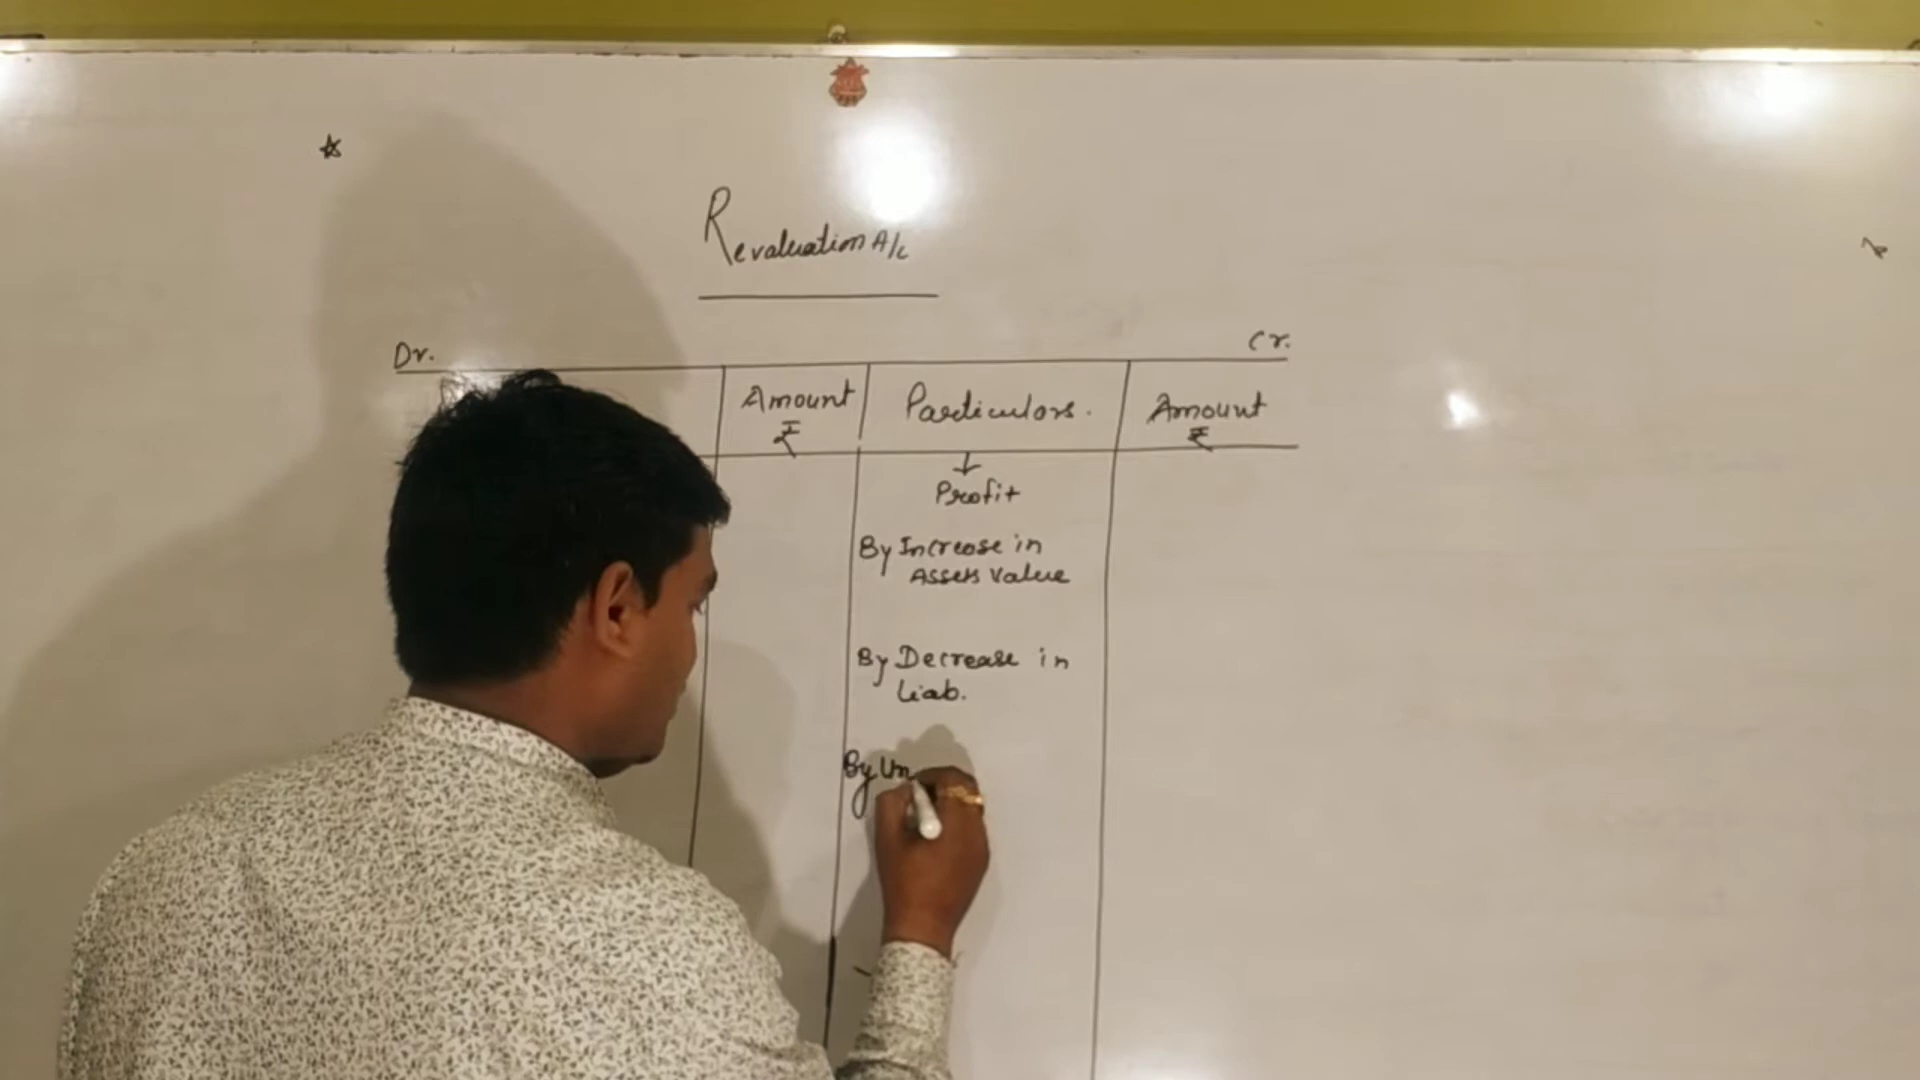 Revaluation A/c
Dr.
Cr.
Amount
₹
Particulars.
Amount
₹
Profit
By Increase in
Assets Value
By Decrease in
Liab.
By Un